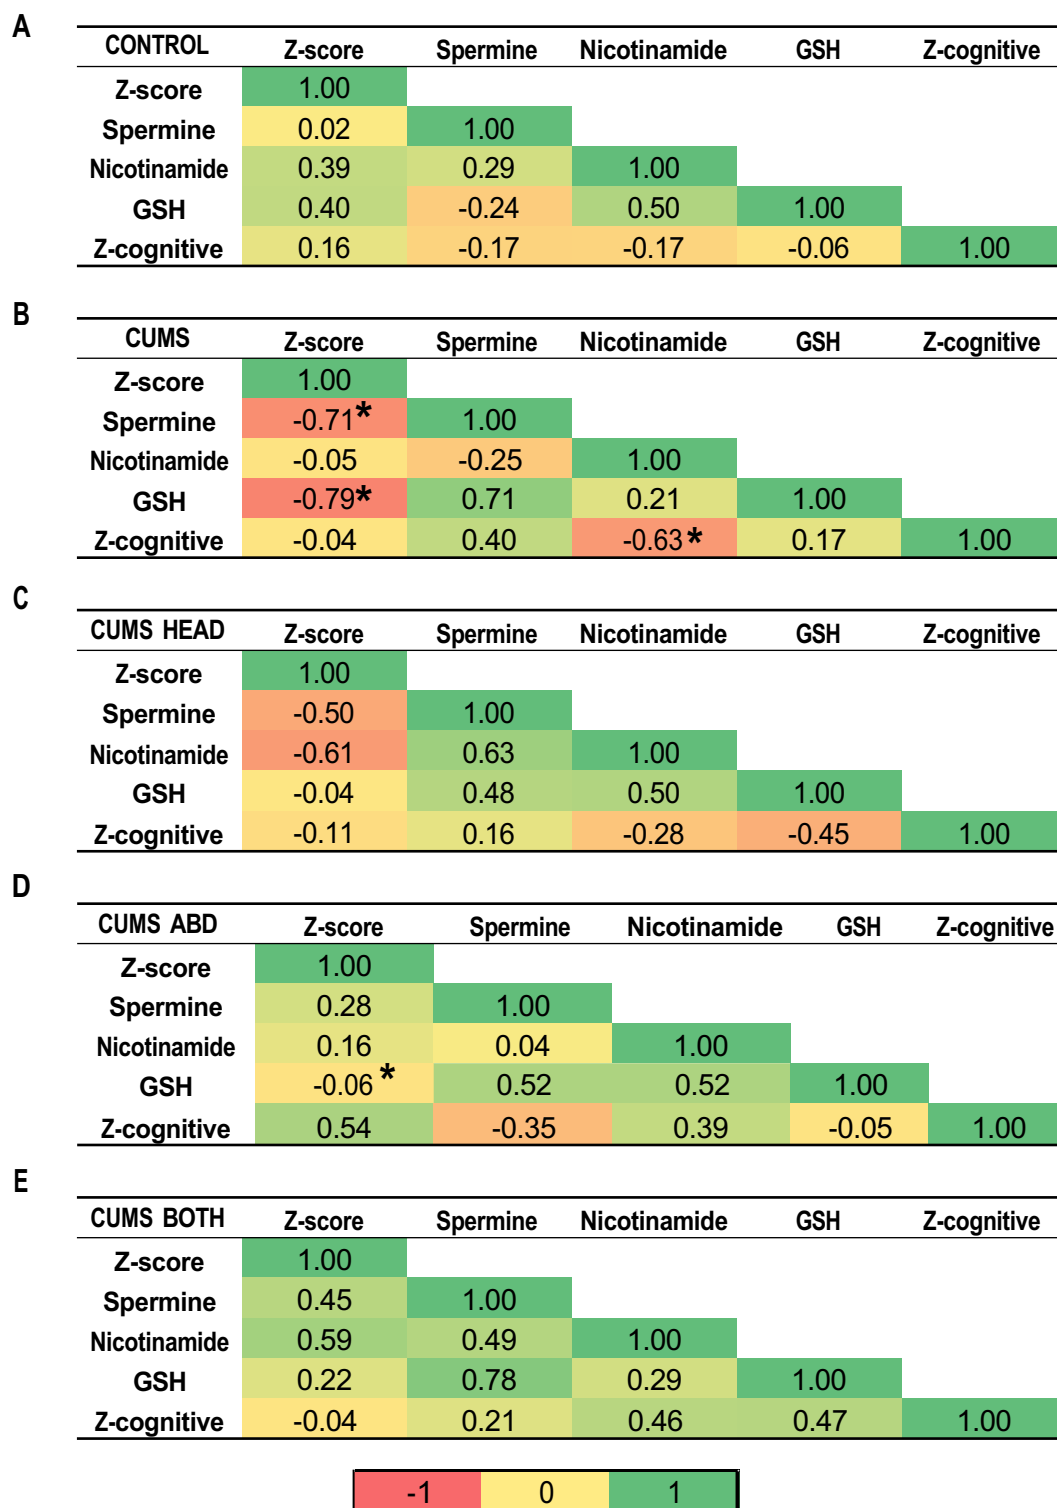 A
CONTROL Z-score Spermine Nicotinamide GSH Z-cognitive
Z-score 1.00
Spermine 0.02 1.00
Nicotinamide 0.39 0.29 1.00
GSH 0.40 -0.24 0.50 1.00
Z-cognitive 0.16 -0.17 -0.17 -0.06 1.00
B
CUMS Z-score Spermine Nicotinamide GSH Z-cognitive
Z-score 1.00
Spermine -0.71* 1.00
Nicotinamide -0.05 -0.25 1.00
GSH -0.79* 0.71 0.21 1.00
Z-cognitive -0.04 0.40 -0.63* 0.17 1.00
C
CUMS HEAD Z-score Spermine Nicotinamide GSH Z-cognitive
Z-score 1.00
Spermine -0.50 1.00
Nicotinamide -0.61 0.63 1.00
GSH -0.04 0.48 0.50 1.00
Z-cognitive -0.11 0.16 -0.28 -0.45 1.00
D
CUMS ABD Z-score Spermine Nicotinamide GSH Z-cognitive
Z-score 1.00
Spermine 0.28 1.00
Nicotinamide 0.16 0.04 1.00
GSH -0.06* 0.52 0.52 1.00
Z-cognitive 0.54 -0.35 0.39 -0.05 1.00
E
CUMS BOTH Z-score Spermine Nicotinamide GSH Z-cognitive
Z-score 1.00
Spermine 0.45 1.00
Nicotinamide 0.59 0.49 1.00
GSH 0.22 0.78 0.29 1.00
Z-cognitive -0.04 0.21 0.46 0.47 1.00
-1 0 1